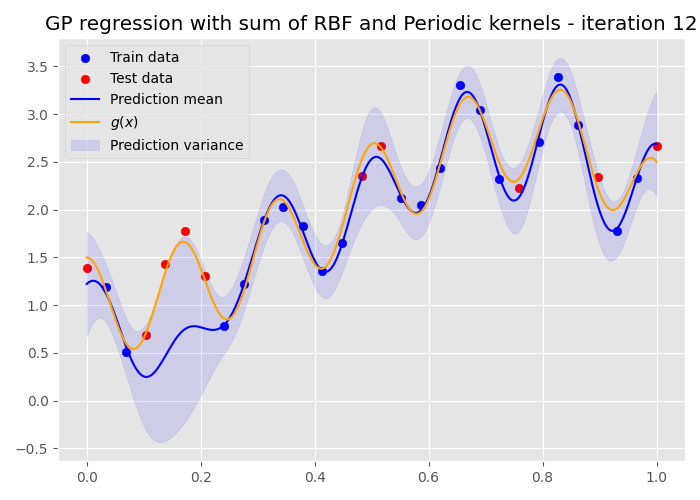 GP regression with sum of RBF and Periodic kernels - iteration 12
Train data
Test data
Prediction mean
g(x)
Prediction variance
3.5
3.0
2.5
2.0
1.5
1.0
0.5
0.0
−0.5
0.0 0.2 0.4 0.6 0.8 1.0